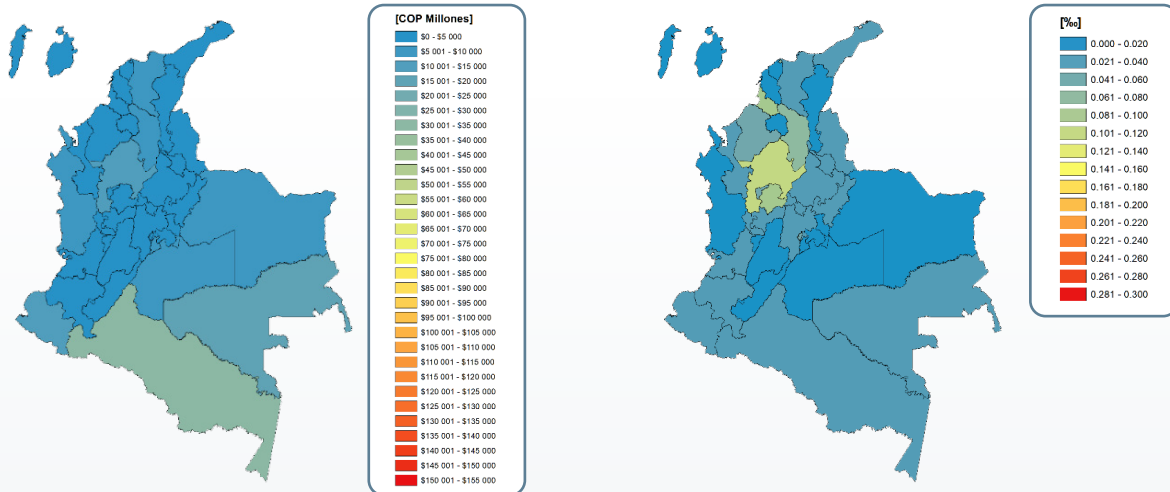 [COP Millones]
$0 - $5 000
$5 001 - $10 000
$10 001 - $15 000
$15 001 - $20 000
$20 001 - $25 000
$25 001 - $30 000
$30 001 - $35 000
$35 001 - $40 000
$40 001 - $45 000
$45 001 - $50 000
$50 001 - $55 000
$55 001 - $60 000
$60 001 - $65 000
$65 001 - $70 000
$70 001 - $75 000
$75 001 - $80 000
$80 001 - $85 000
$85 001 - $90 000
$90 001 - $95 000
$95 001 - $100 000
$100 001 - $105 000
$105 001 - $110 000
$110 001 - $115 000
$115 001 - $120 000
$120 001 - $125 000
$125 001 - $130 000
$130 001 - $135 000
$135 001 - $140 000
$140 001 - $145 000
$145 001 - $150 000
$150 001 - $155 000
[‰]
0.000 - 0.020
0.021 - 0.040
0.041 - 0.060
0.061 - 0.080
0.081 - 0.100
0.101 - 0.120
0.121 - 0.140
0.141 - 0.160
0.161 - 0.180
0.181 - 0.200
0.201 - 0.220
0.221 - 0.240
0.241 - 0.260
0.261 - 0.280
0.281 - 0.300